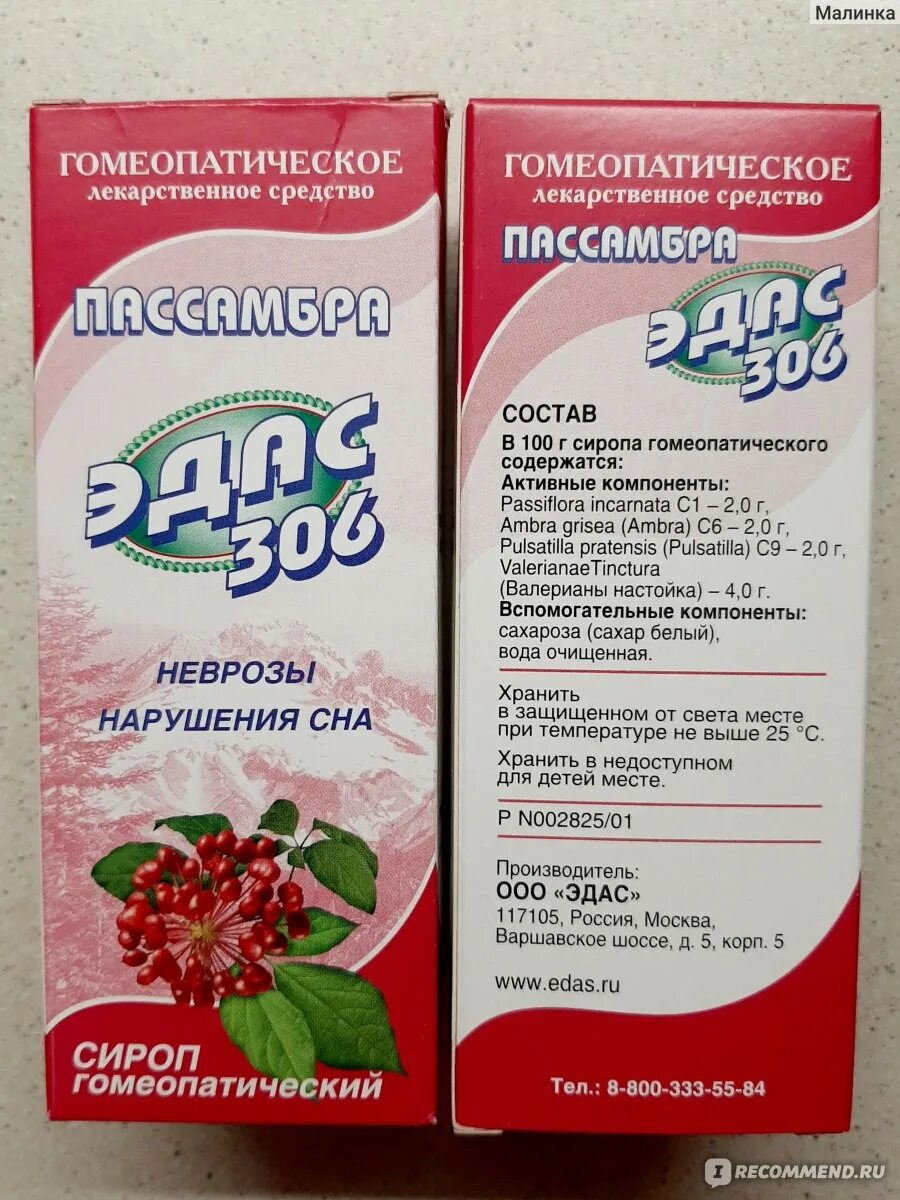 Малинка
ГОМЕОПАТИЧЕСКОЕ
лекарственное средство
ПАССАМБРА
ЭДАС
306
НЕВРОЗЫ
НАРУШЕНИЯ СНА
СИРОП
гомеопатический
ГОМЕОПАТИЧЕСКОЕ
лекарственное средство
ПАССАМБРА
ЭДАС
306
СОСТАВ
В 100 г сиропа гомеопатического
содержатся:
Активные компоненты:
Passiflora incarnata C1 – 2,0 г,
Ambra grisea (Ambra) C6 – 2,0 г,
Pulsatilla pratensis (Pulsatilla) C9 – 2,0 г,
ValerianaeTinctura
(Валерианы настойка) – 4,0 г.
Вспомогательные компоненты:
сахароза (сахар белый),
вода очищенная.
Хранить
в защищенном от света месте
при температуре не выше 25 °С.
Хранить в недоступном
для детей месте.
Р N002825/01
Производитель:
ООО «ЭДАС»
117105, Россия, Москва,
Варшавское шоссе, д. 5, корп. 5
www.edas.ru
Тел.: 8-800-333-55-84
I RECOMMEND.RU